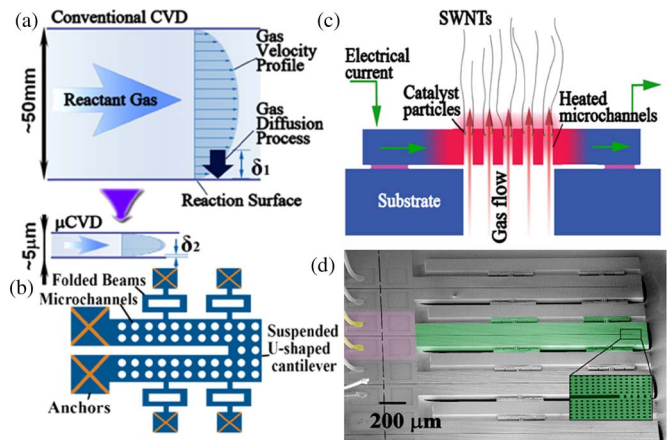 (a)
Conventional CVD
~50mm
Reactant Gas
Gas
Velocity
Profile
Gas
Diffusion
Process
δ1
Reaction Surface
μCVD
~5μm
δ2
(b)
Folded Beams
Microchannels
Suspended
U-shaped
cantilever
Anchors
(c)
SWNTs
Electrical
current
Catalyst
particles
Heated
microchannels
Substrate
Gas flow
(d)
200 μm